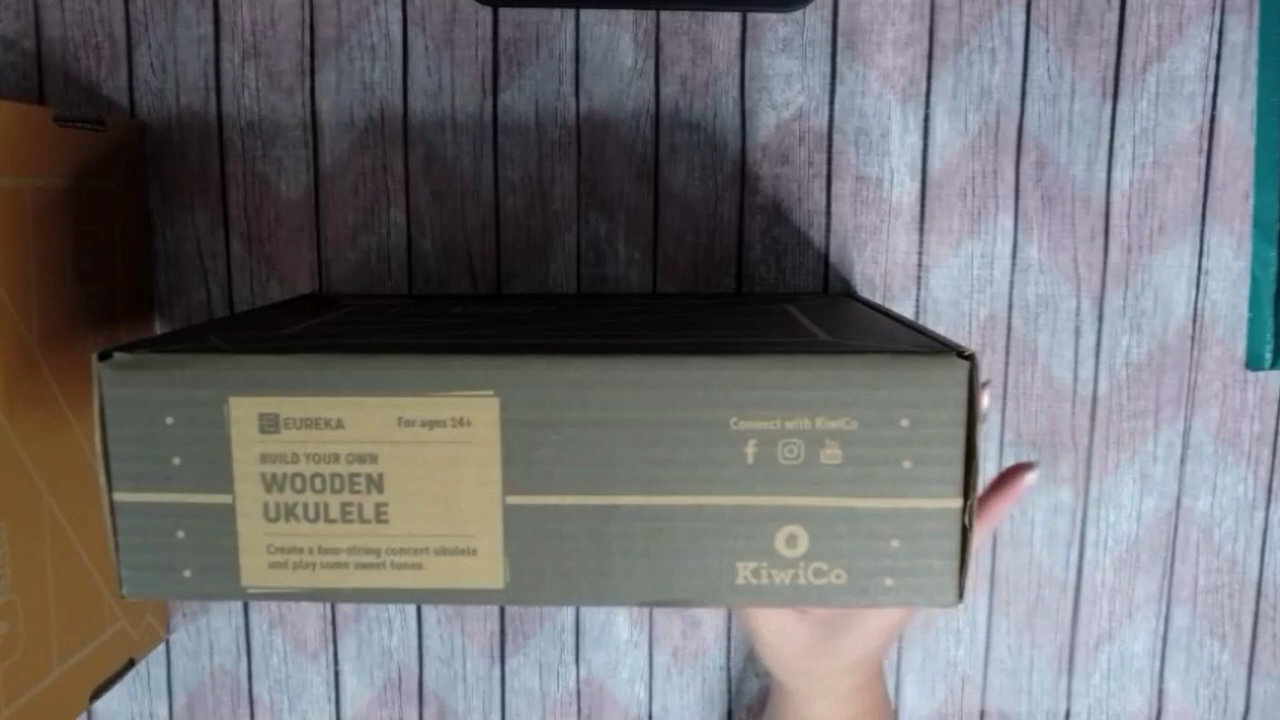 EUREKA For ages 14+
BUILD YOUR OWN
WOODEN
UKULELE
Create a four-string concert ukulele
and play some sweet tunes.
Connect with KiwiCo
KiwiCo